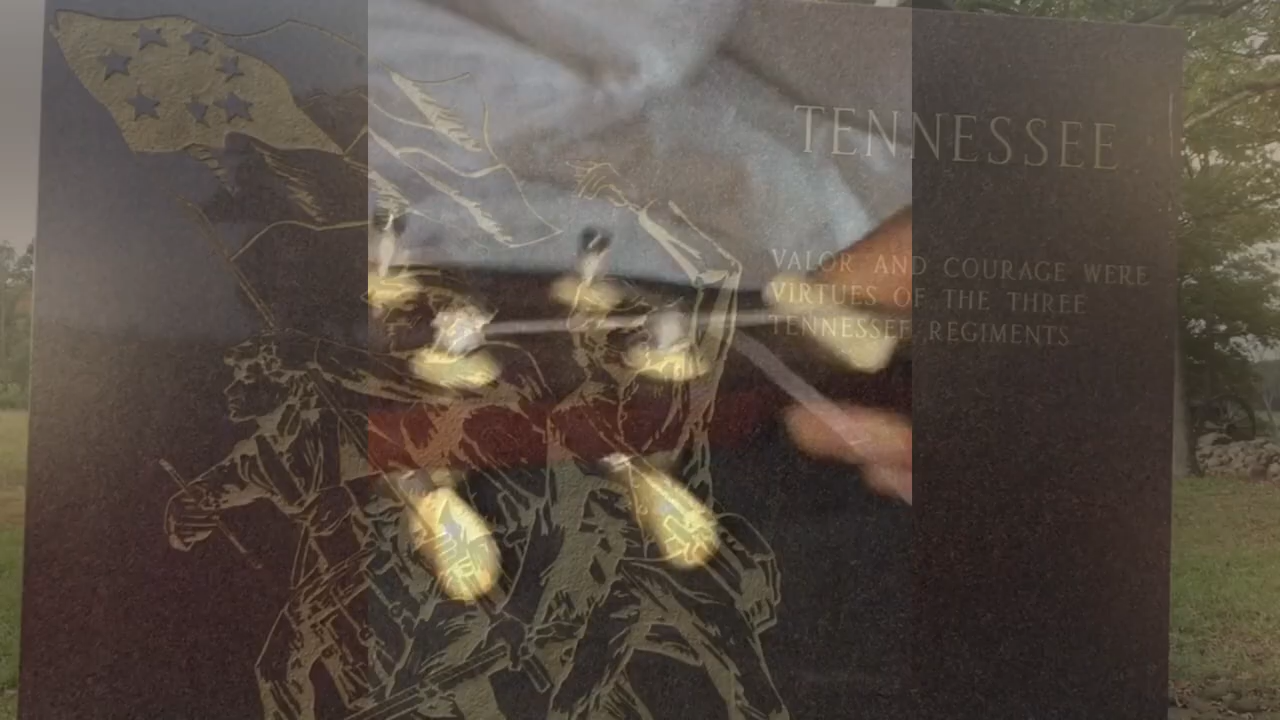 TENNESSEE
VALOR AND COURAGE WERE
VIRTUES OF THE THREE
TENNESSEE REGIMENTS